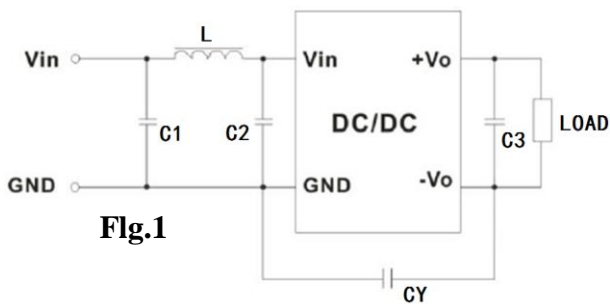 L
Vin
Vin
+Vo
C1
C2
DC/DC
C3
LOAD
GND
GND
-Vo
Flg.1
CY